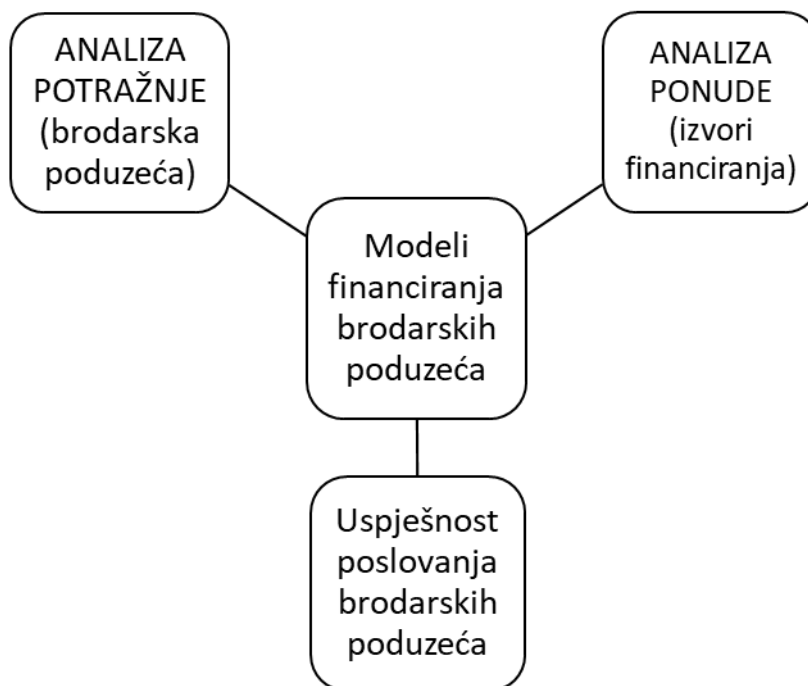 ANALIZA
POTRAŽNJE
(brodarska
poduzeća)
ANALIZA
PONUDE
(izvori
financiranja)
Modeli
financiranja
brodarskih
poduzeća
Uspješnost
poslovanja
brodarskih
poduzeća